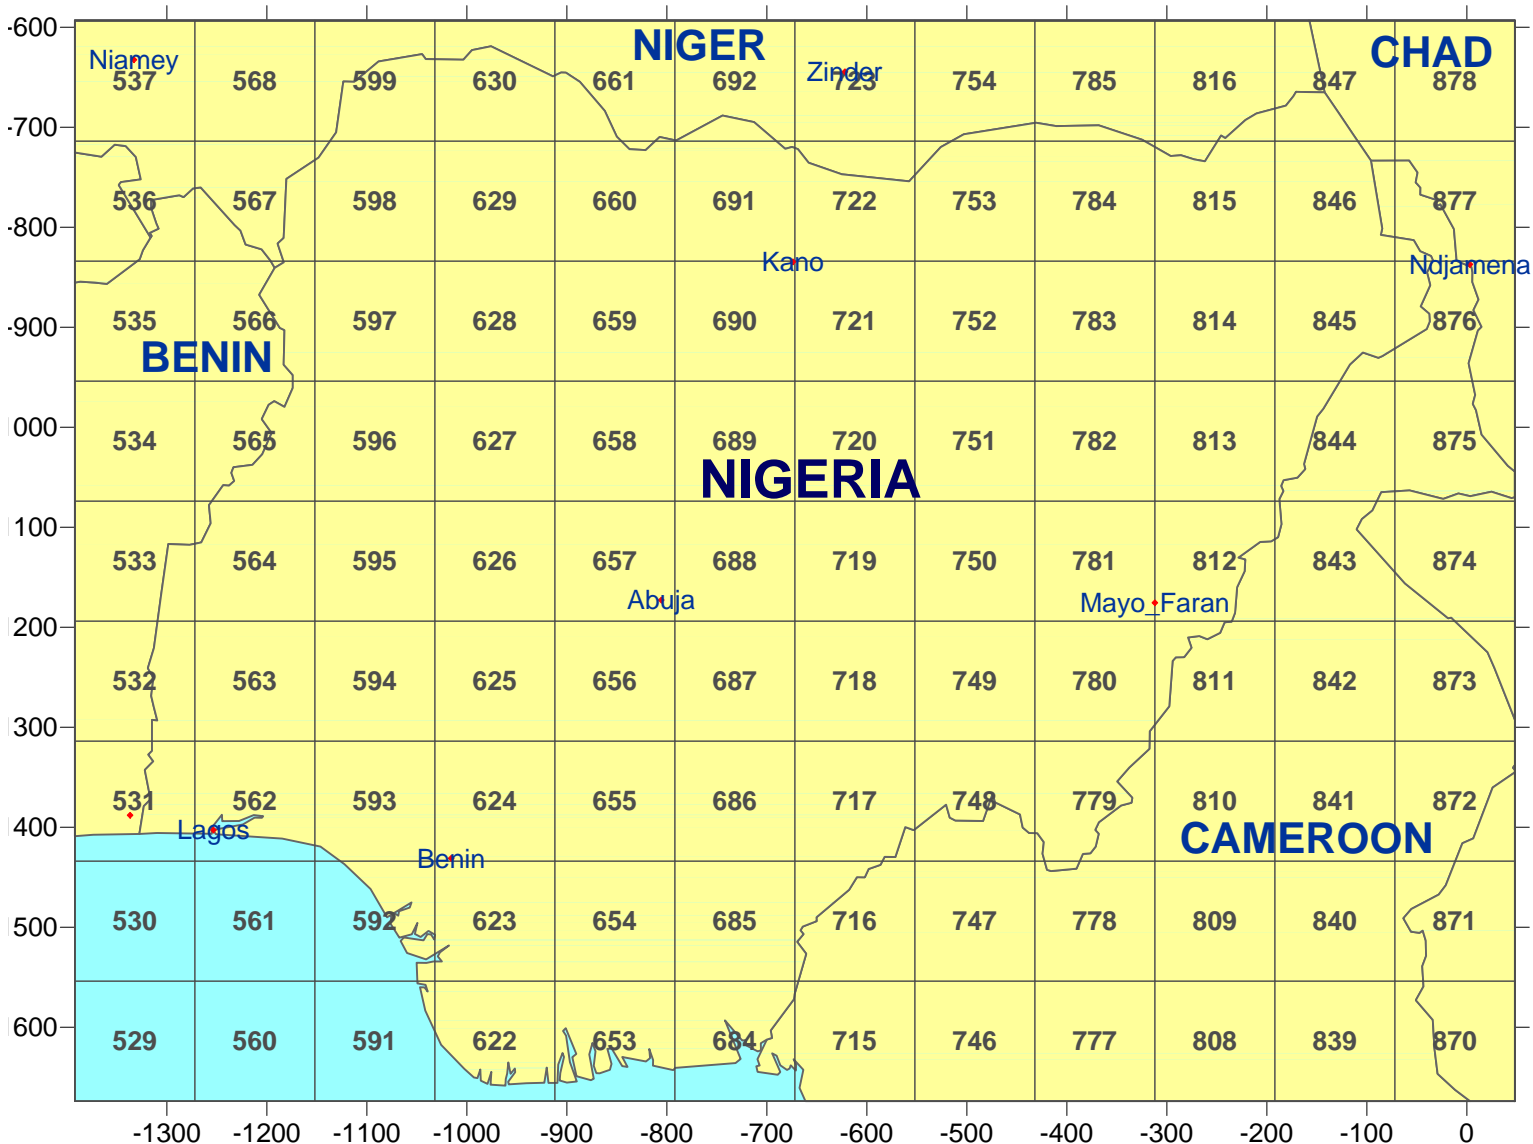 -600
NIGER
CHAD
Niamey
Zinder
537 568 599 630 661 692 723 754 785 816 847 878
-700
536 567 598 629 660 691 722 753 784 815 846 877
-800
Kano
Ndjamena
535 566 597 628 659 690 721 752 783 814 845 876
-900
BENIN
000
534 565 596 627 658 689 720 751 782 813 844 875
NIGERIA
100
533 564 595 626 657 688 719 750 781 812 843 874
Abuja
Mayo_Faran
200
532 563 594 625 656 687 718 749 780 811 842 873
300
531 562 593 624 655 686 717 748 779 810 841 872
400
Lagos
CAMEROON
Benin
530 561 592 623 654 685 716 747 778 809 840 871
500
600
529 560 591 622 653 684 715 746 777 808 839 870
-1300 -1200 -1100 -1000 -900 -800 -700 -600 -500 -400 -300 -200 -100 0